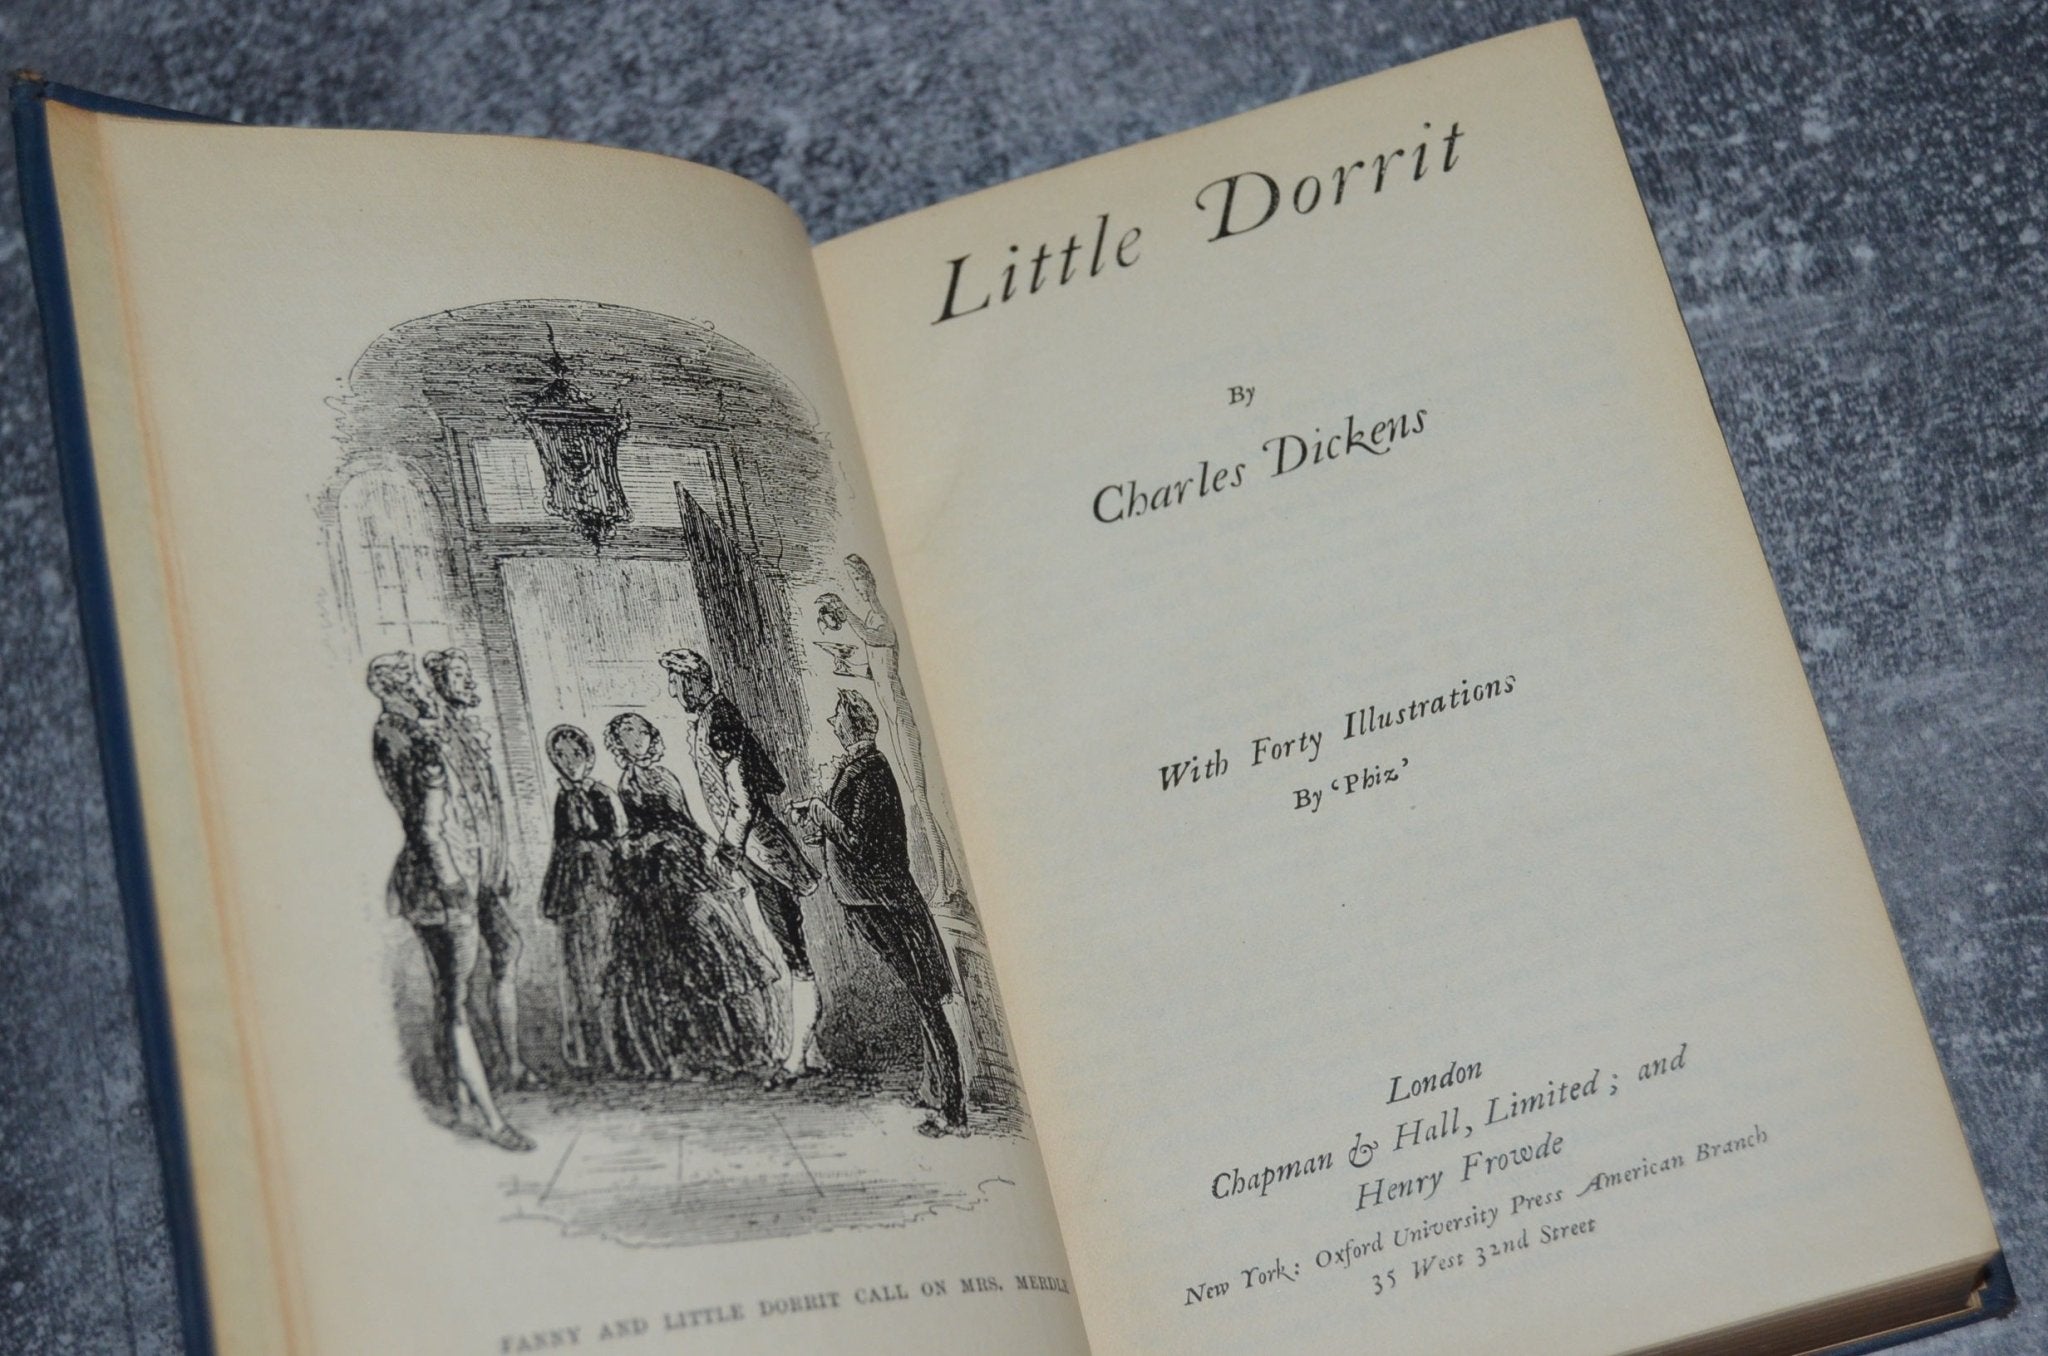 FANNY AND LITTLE DORRIT CALL ON MRS. MERDLE
Little Dorrit
By
Charles Dickens
With Forty Illustrations
By ‘Phiz’
London
Chapman & Hall, Limited; and
Henry Frowde
New York: Oxford University Press American Branch
35 West 32nd Street